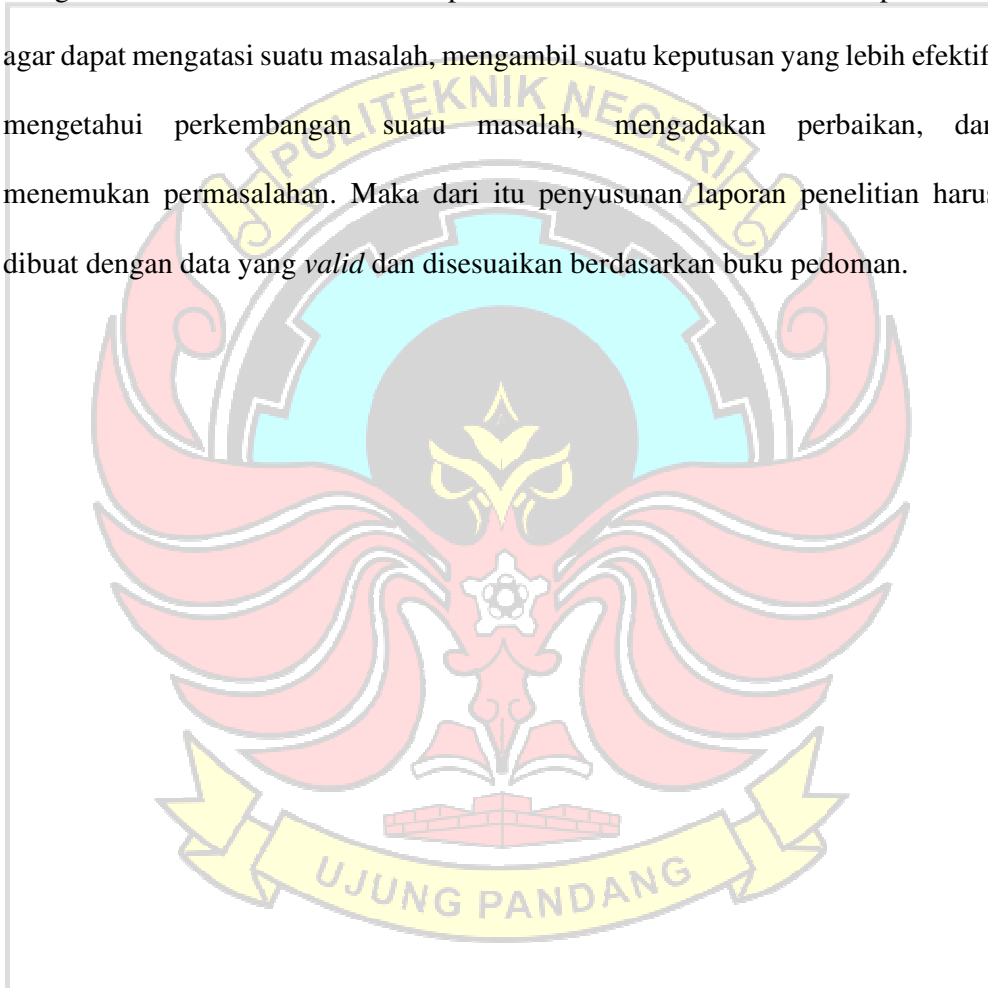 agar dapat mengatasi suatu masalah, mengambil suatu keputusan yang lebih efektif
mengetahui perkembangan suatu masalah, mengadakan perbaikan, dan
menemukan permasalahan. Maka dari itu penyusunan laporan penelitian harus
dibuat dengan data yang valid dan disesuaikan berdasarkan buku pedoman.
POLITEKNIK NEGERI
UJUNG PANDANG